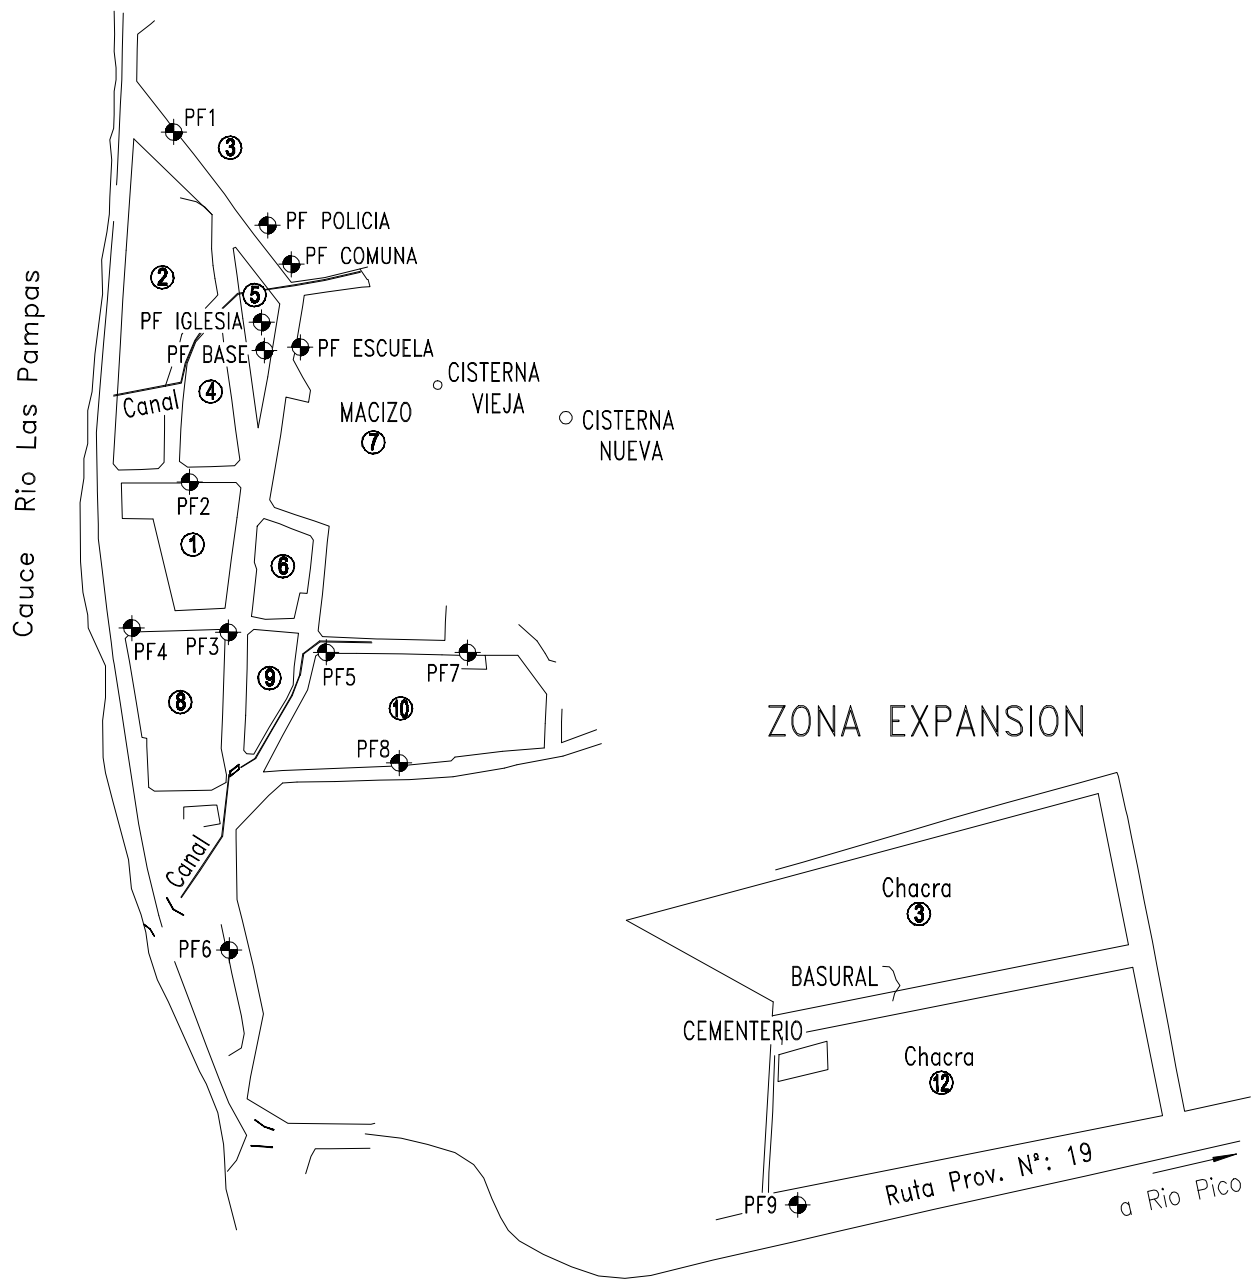 PF1
3
PF POLICIA
PF COMUNA
2
5
PF IGLESIA
PF BASE
PF ESCUELA
Canal
4
CISTERNA
VIEJA
MACIZO
7
CISTERNA
NUEVA
Cauce Rio Las Pampas
PF2
1
6
PF4
PF3
PF5
PF7
9
8
10
PF8
Canal
PF6
ZONA EXPANSION
Chacra
3
BASURAL
CEMENTERIO
Chacra
12
Ruta Prov. Nº: 19
PF9
a Rio Pico